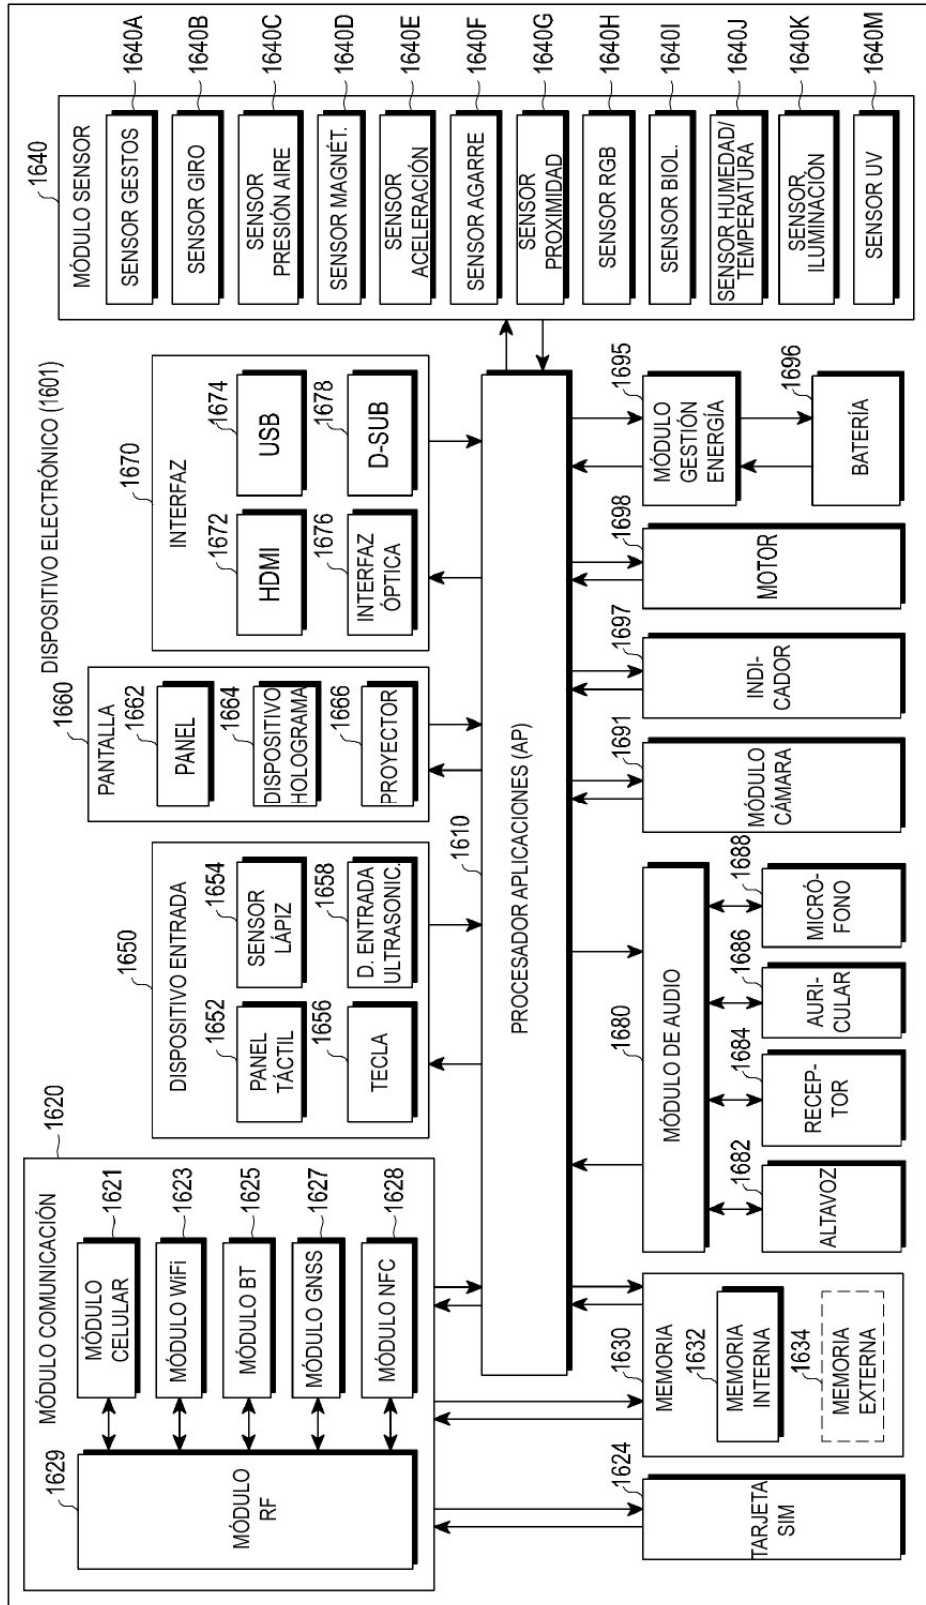 DISPOSITIVO ELECTRÓNICO (1601)
1620
MÓDULO COMUNICACIÓN
1629
MÓDULO
RF
1621
MÓDULO
CELULAR
1623
MÓDULO WiFi
1625
MÓDULO BT
1627
MÓDULO GNSS
1628
MÓDULO NFC
1650
DISPOSITIVO ENTRADA
1652
PANEL
TÁCTIL
1654
SENSOR
LÁPIZ
1656
TECLA
1658
D. ENTRADA
ULTRASONIC.
1660
PANTALLA
1662
PANEL
1664
DISPOSITIVO
HOLOGRAMA
1666
PROYECTOR
1670
INTERFAZ
1672
HDMI
1674
USB
1676
INTERFAZ
ÓPTICA
1678
D-SUB
1640
MÓDULO SENSOR
SENSOR GESTOS
1640A
SENSOR GIRO
1640B
SENSOR
PRESIÓN AIRE
1640C
SENSOR MAGNÉT.
1640D
SENSOR
ACELERACIÓN
1640E
SENSOR AGARRE
1640F
SENSOR
PROXIMIDAD
1640G
SENSOR RGB
1640H
SENSOR BIOL.
1640I
SENSOR HUMEDAD/
TEMPERATURA
1640J
SENSOR
ILUMINACIÓN
1640K
SENSOR UV
1640M
1610
PROCESADOR APLICACIONES (AP)
1624
TARJETA
SIM
1630
MEMORIA
1632
MEMORIA
INTERNA
1634
MEMORIA
EXTERNA
1680
MÓDULO DE AUDIO
1682
ALTAVOZ
1684
RECEP-
TOR
1686
AURI-
CULAR
1688
MICRÓ-
FONO
1691
MÓDULO
CÁMARA
1697
INDI-
CADOR
1698
MOTOR
1695
MÓDULO
GESTIÓN
ENERGÍA
1696
BATERÍA